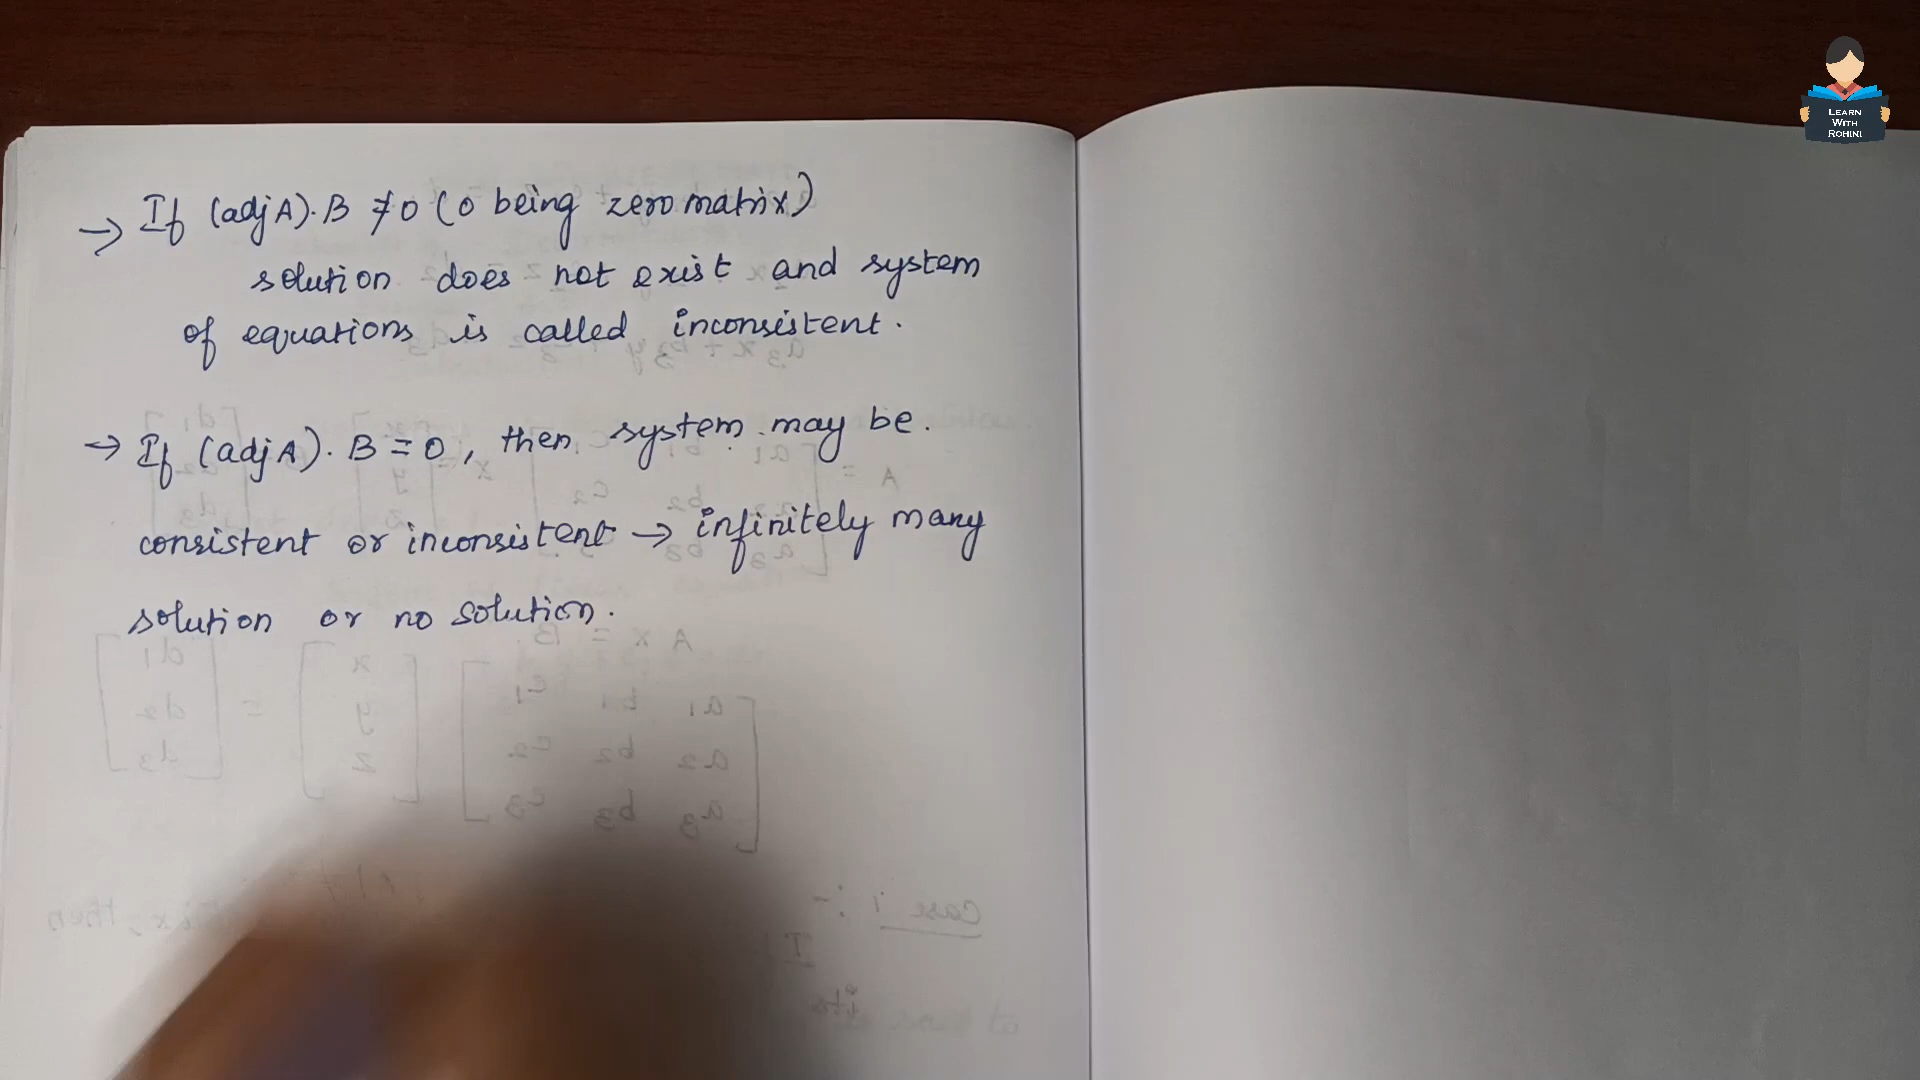 → If (adj A). B ≠ 0 (0 being zero matrix)
solution does not exist and system
of equations is called inconsistent.
→ If (adj A). B = 0, then system may be.
consistent or inconsistent → infinitely many
solution or no solution.
LEARN
WITH
ROHINI